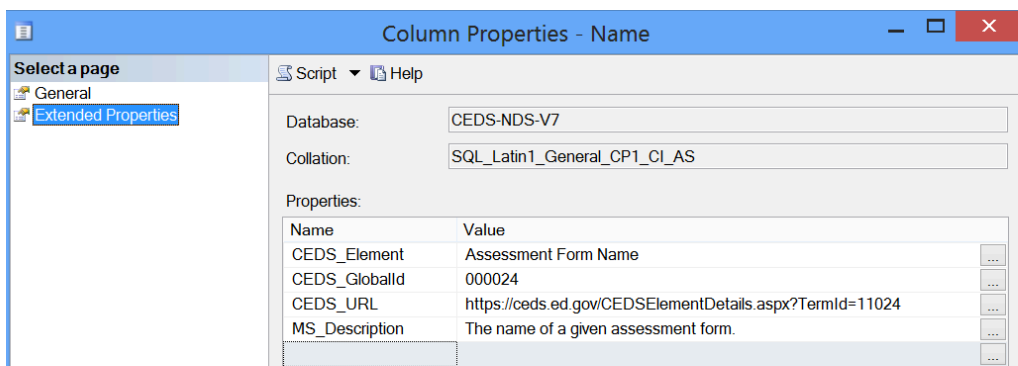 Column Properties - Name
Select a page
General
Extended Properties
Script Help
Database: CEDS-NDS-V7
Collation: SQL_Latin1_General_CP1_CI_AS
Properties:
Name Value
CEDS_Element Assessment Form Name ...
CEDS_GlobalId 000024 ...
CEDS_URL https://ceds.ed.gov/CEDSElementDetails.aspx?TermId=11024 ...
MS_Description The name of a given assessment form. ...
...